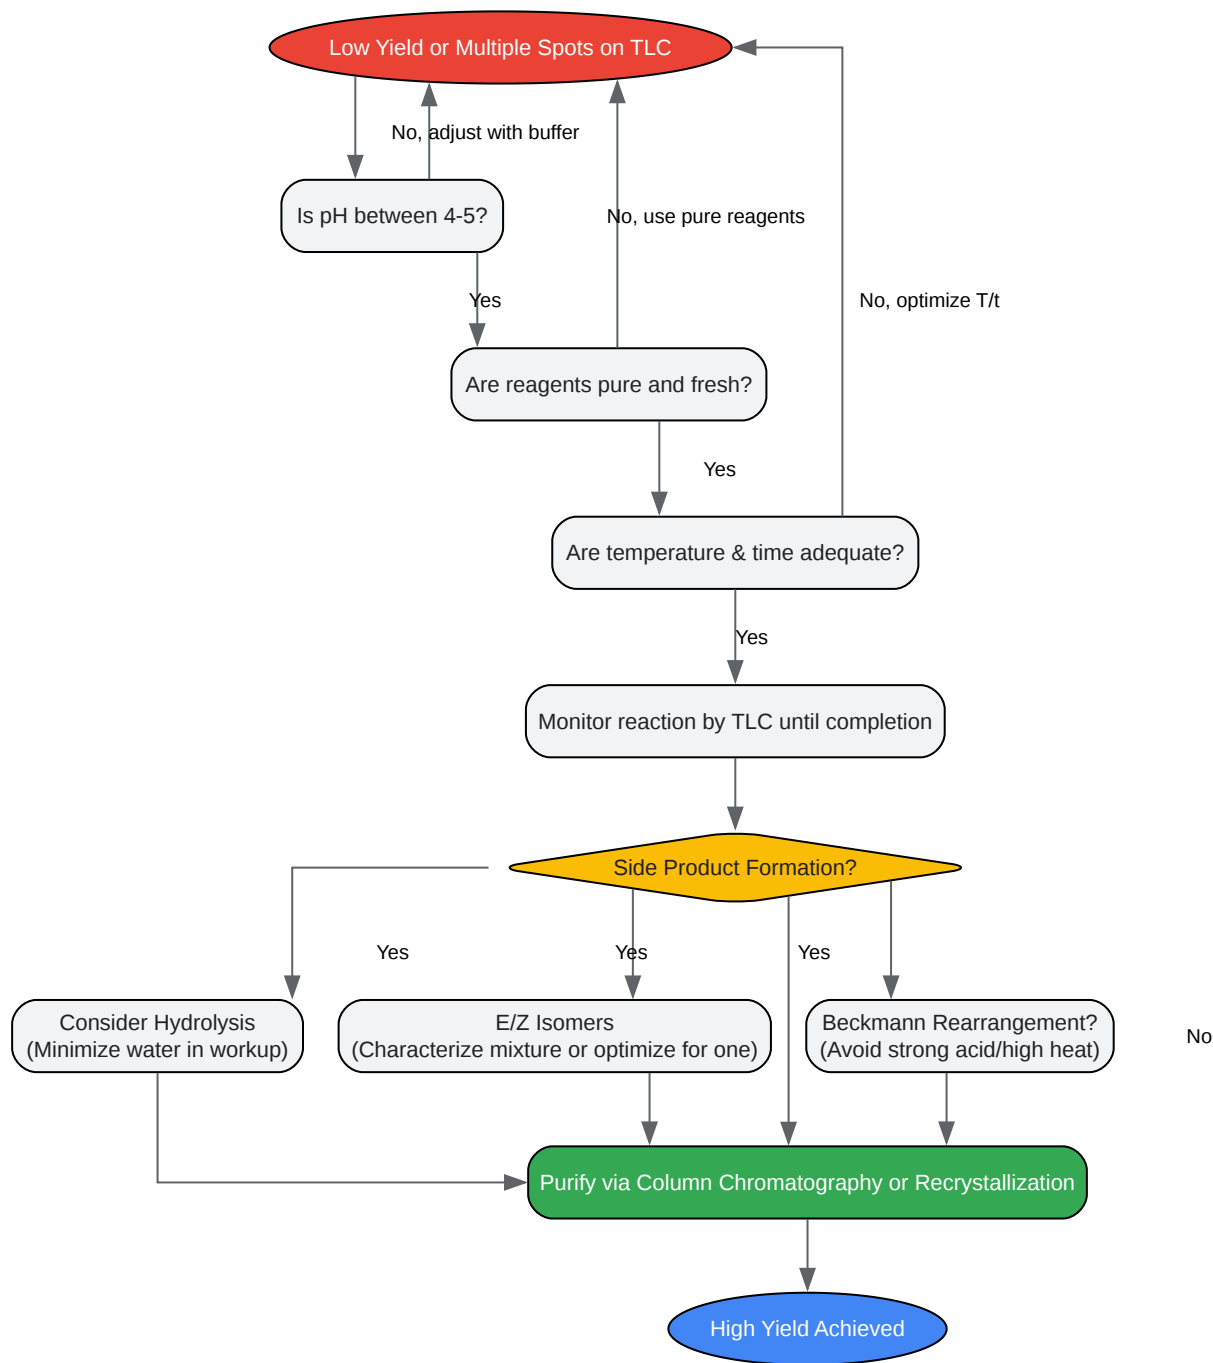 Low Yield or Multiple Spots on TLC
No, adjust with buffer
Is pH between 4-5?
No, use pure reagents
Yes
No, optimize T/t
Are reagents pure and fresh?
Yes
Are temperature & time adequate?
Yes
Monitor reaction by TLC until completion
Side Product Formation?
Yes
Yes
Yes
Consider Hydrolysis
(Minimize water in workup)
E/Z Isomers
(Characterize mixture or optimize for one)
Beckmann Rearrangement?
(Avoid strong acid/high heat)
No
Purify via Column Chromatography or Recrystallization
High Yield Achieved